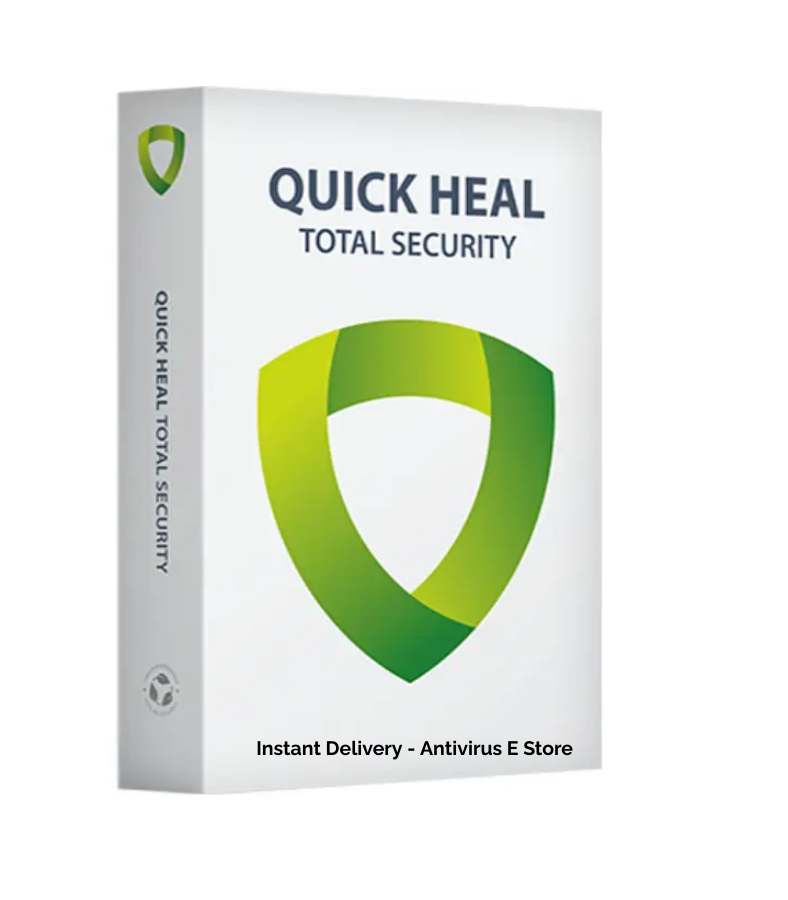 QUICK HEAL
TOTAL SECURITY
QUICK HEAL TOTAL SECURITY
Instant Delivery - Antivirus E Store